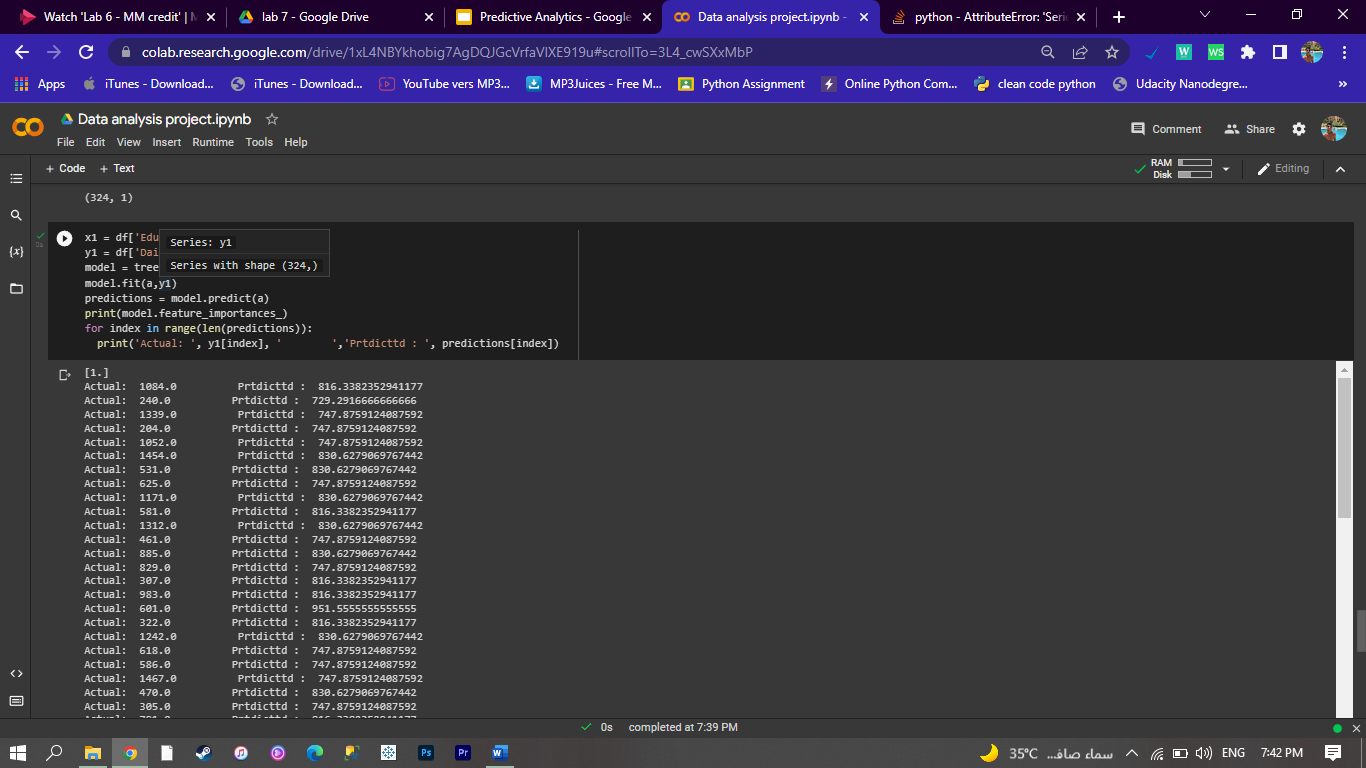 Watch 'Lab 6 - MM credit' | M
lab 7 - Google Drive
Predictive Analytics - Google
Data analysis project.ipynb -
python - AttributeError: 'Seri
colab.research.google.com/drive/1xL4NBYkhobig7AgDQJGcVrfaVlXE919u#scrollTo=3L4_cwSXxMbP
Apps
iTunes - Download...
iTunes - Download...
YouTube vers MP3...
MP3Juices - Free M...
Python Assignment
Online Python Com...
clean code python
Udacity Nanodegre...
»
Data analysis project.ipynb
Comment
Share
File Edit View Insert Runtime Tools Help
+ Code + Text
RAM
Disk
Editing
(324, 1)
x1 = df['Edu
Series: y1
y1 = df['Dai
Series with shape (324,)
model = tree
model.fit(a,y1)
predictions = model.predict(a)
print(model.feature_importances_)
for index in range(len(predictions)):
print('Actual: ', y1[index], '        ','Prtdicttd : ', predictions[index])
0s
{x}
[1.]
Actual:  1084.0         Prtdicttd :  816.3382352941177
Actual:  240.0         Prtdicttd :  729.2916666666666
Actual:  1339.0         Prtdicttd :  747.8759124087592
Actual:  204.0         Prtdicttd :  747.8759124087592
Actual:  1052.0         Prtdicttd :  747.8759124087592
Actual:  1454.0         Prtdicttd :  830.6279069767442
Actual:  531.0         Prtdicttd :  830.6279069767442
Actual:  625.0         Prtdicttd :  747.8759124087592
Actual:  1171.0         Prtdicttd :  830.6279069767442
Actual:  581.0         Prtdicttd :  816.3382352941177
Actual:  1312.0         Prtdicttd :  830.6279069767442
Actual:  461.0         Prtdicttd :  747.8759124087592
Actual:  885.0         Prtdicttd :  830.6279069767442
Actual:  829.0         Prtdicttd :  747.8759124087592
Actual:  307.0         Prtdicttd :  816.3382352941177
Actual:  983.0         Prtdicttd :  816.3382352941177
Actual:  601.0         Prtdicttd :  951.5555555555555
Actual:  322.0         Prtdicttd :  816.3382352941177
Actual:  1242.0         Prtdicttd :  830.6279069767442
Actual:  618.0         Prtdicttd :  747.8759124087592
Actual:  586.0         Prtdicttd :  747.8759124087592
Actual:  1467.0         Prtdicttd :  747.8759124087592
Actual:  470.0         Prtdicttd :  830.6279069767442
Actual:  305.0         Prtdicttd :  747.8759124087592
0s completed at 7:39 PM
Ps
Pr
35°C
سماء صافـ...
ENG
7:42 PM